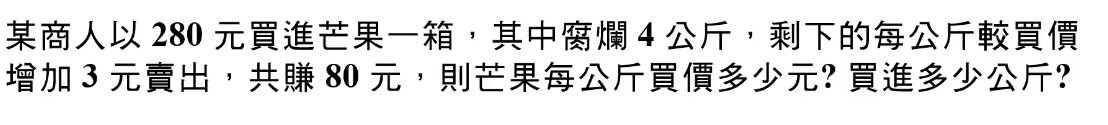 某商人以 280 元買進芒果一箱，其中腐爛 4 公斤，剩下的每公斤較買價
增加 3 元賣出，共賺 80 元，則芒果每公斤買價多少元? 買進多少公斤?